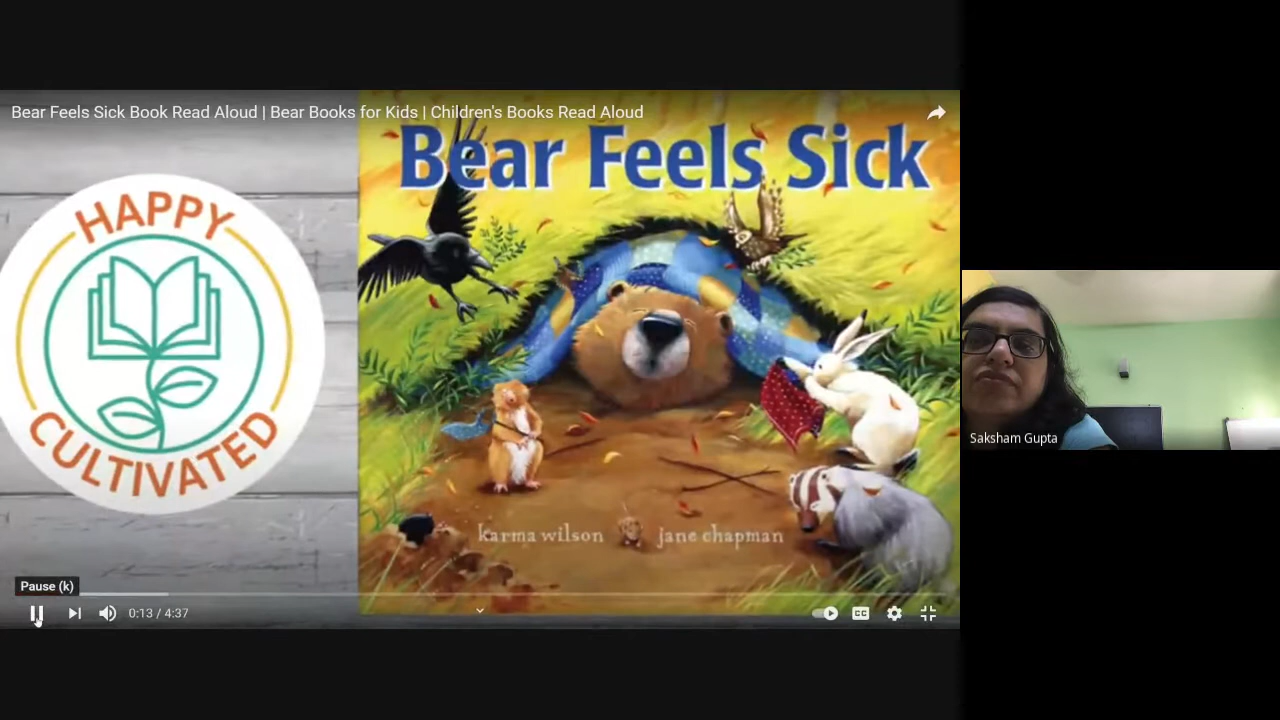 Bear Feels Sick Book Read Aloud | Bear Books for Kids | Children's Books Read Aloud
Bear Feels Sick
HAPPY
CULTIVATED
karma wilson jane chapman
Saksham Gupta
Pause (k)
0:13 / 4:37
CC